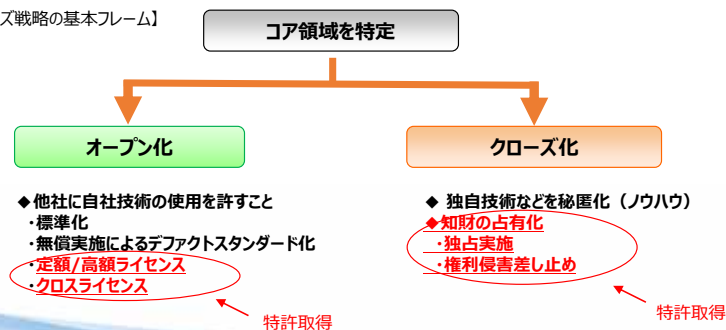 ズ戦略の基本フレーム】
コア領域を特定
オープン化
クローズ化
◆他社に自社技術の使用を許すこと
・標準化
・無償実施によるデファクトスタンダード化
・定額/高額ライセンス
・クロスライセンス
特許取得
◆ 独自技術などを秘匿化（ノウハウ）
◆知財の占有化
・独占実施
・権利侵害差し止め
特許取得